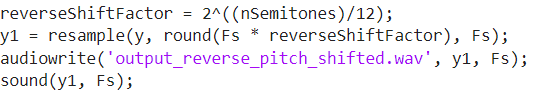 reverseShiftFactor = 2^((nSemitones)/12);
y1 = resample(y, round(Fs * reverseShiftFactor), Fs);
audiowrite('output_reverse_pitch_shifted.wav', y1, Fs);
sound(y1, Fs);